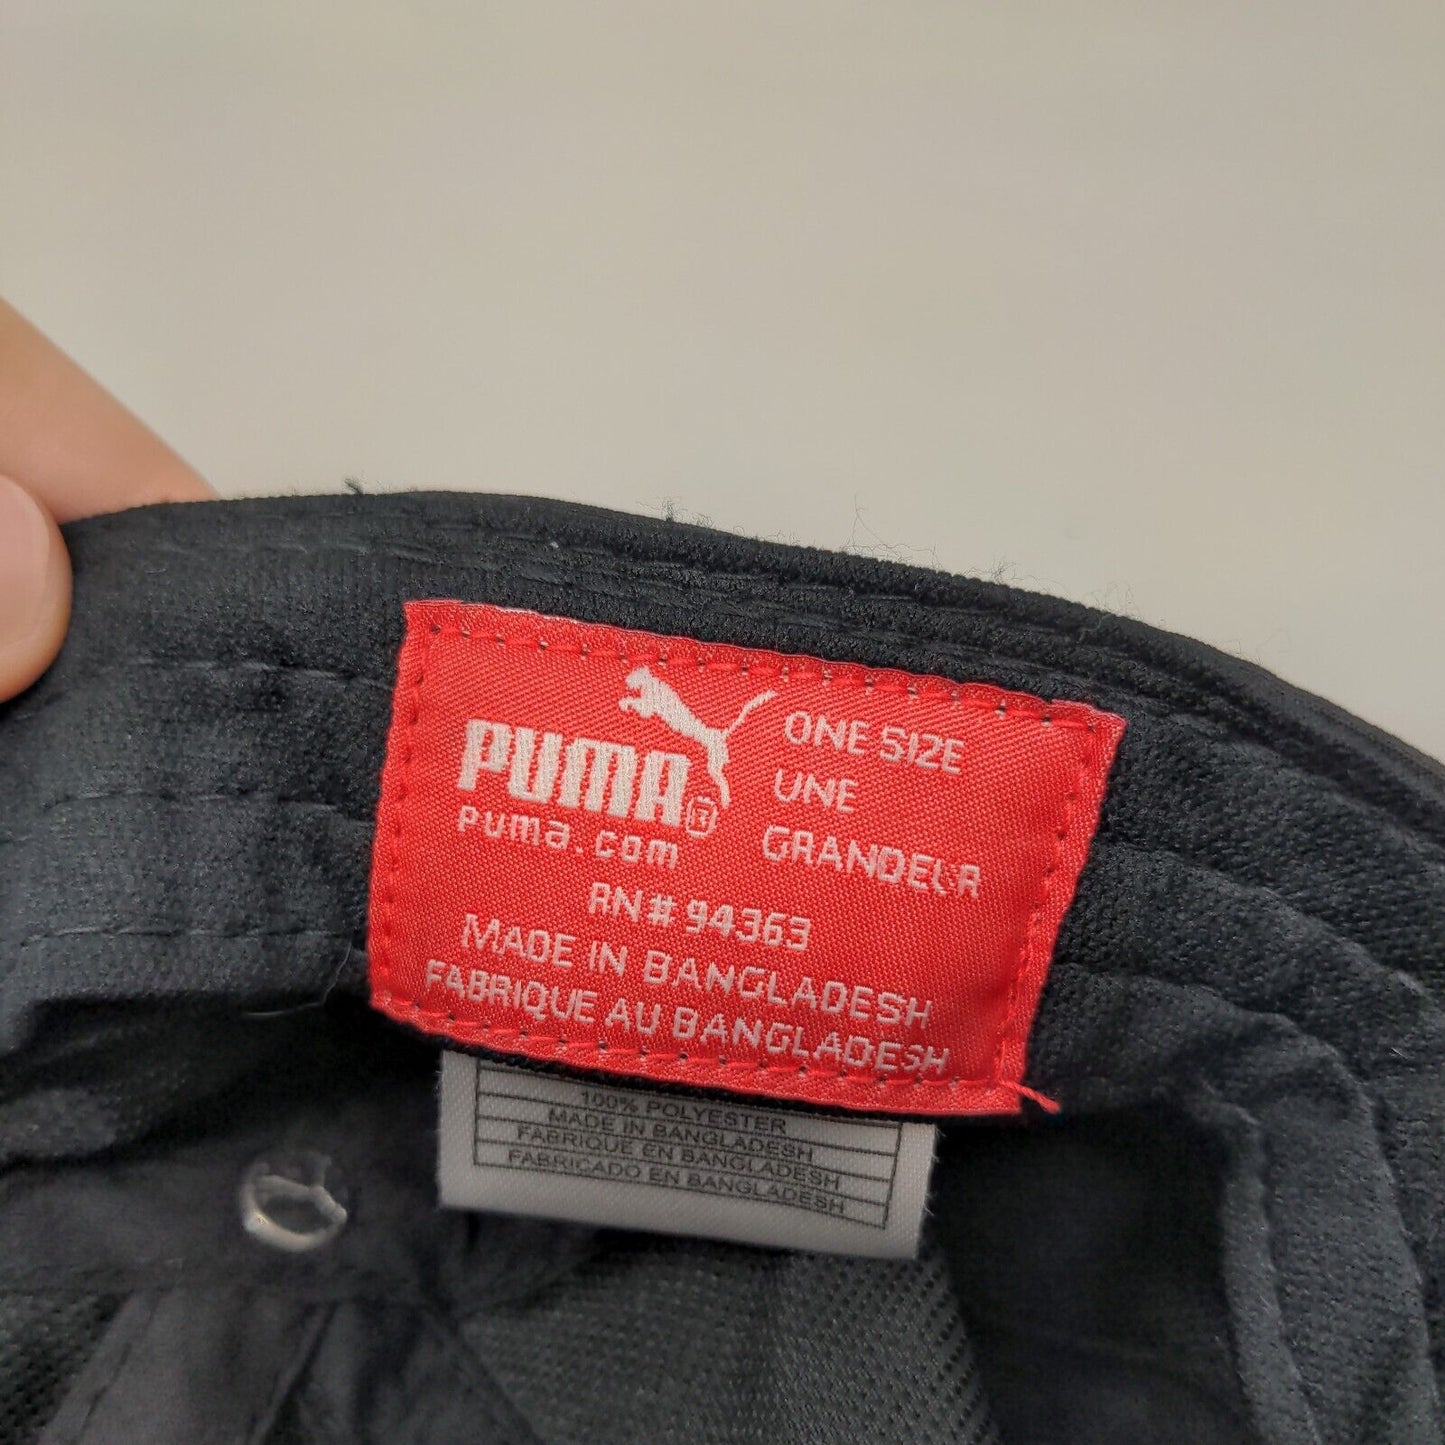 PUMA
puma.com
ONE SIZE
UNE
GRANDEUR
RN# 94363
MADE IN BANGLADESH
FABRIQUE AU BANGLADESH
100% POLYESTER
MADE IN BANGLADESH
FABRIQUE EN BANGLADESH
FABRICADO EN BANGLADESH